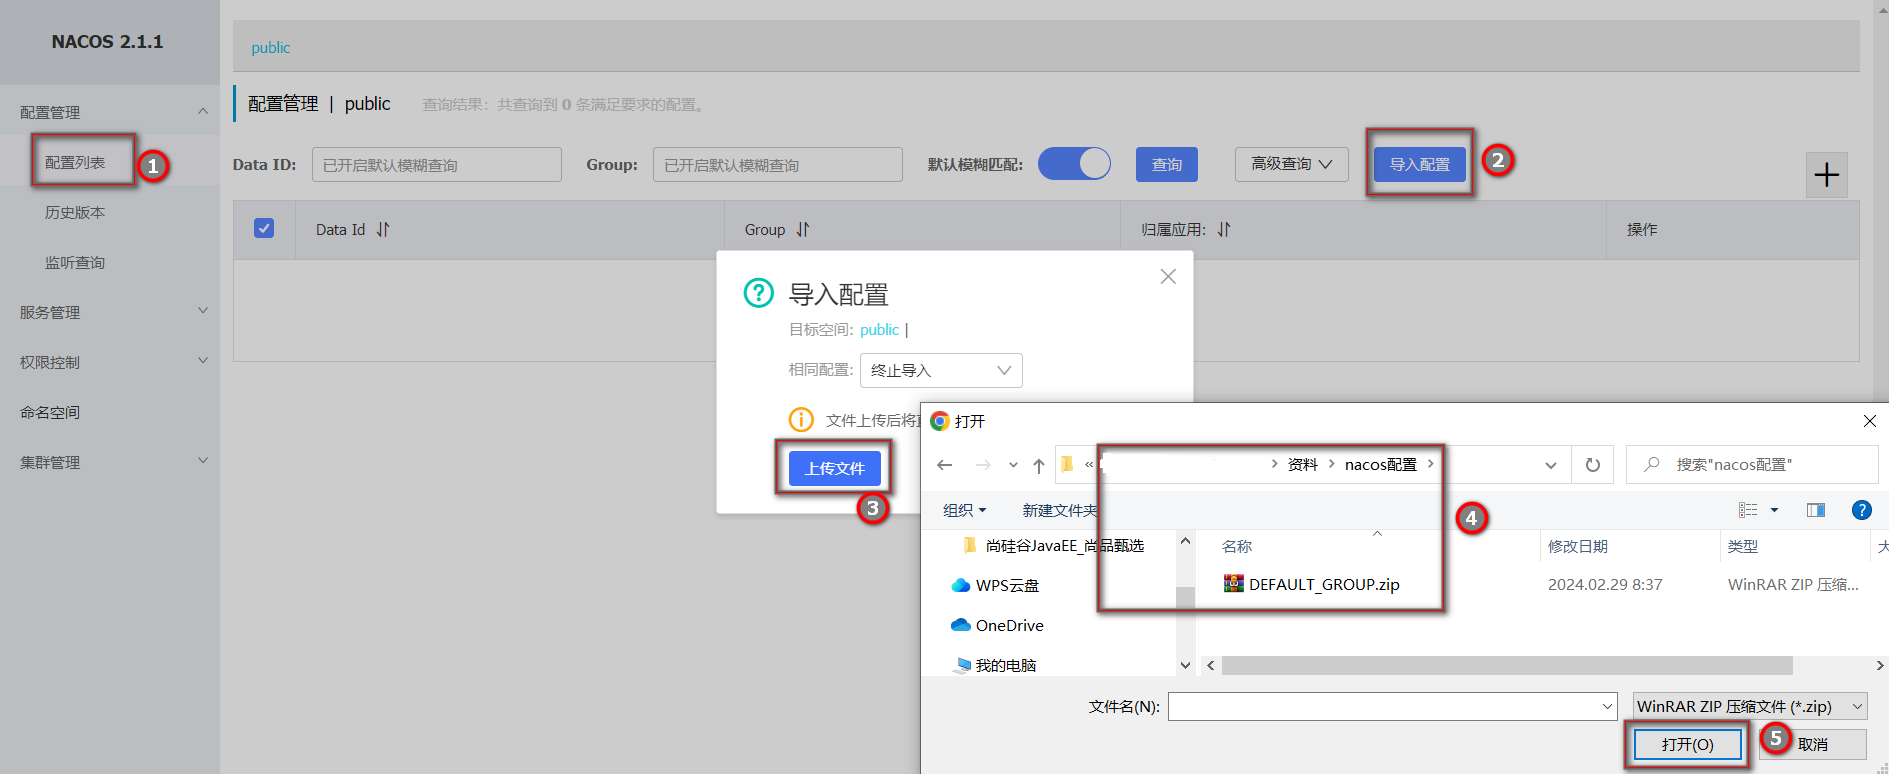 NACOS 2.1.1
配置管理
配置列表
1
历史版本
监听查询
服务管理
权限控制
命名空间
集群管理
public
配置管理 | public 查询结果：共查询到 0 条满足要求的配置。
Data ID: 已开启默认模糊查询 Group: 已开启默认模糊查询 默认模糊匹配: 查询 高级查询 导入配置 2
Data Id Group 归属应用: 操作
导入配置
目标空间: public |
相同配置: 终止导入
文件上传后将
上传文件
3
打开
« 资料 nacos配置 搜索"nacos配置"
组织 新建文件夹 4
尚硅谷JavaEE_尚品甄选
WPS云盘
OneDrive
我的电脑
名称 修改日期 类型
DEFAULT_GROUP.zip 2024.02.29 8:37 WinRAR ZIP 压缩...
文件名(N): WinRAR ZIP 压缩文件 (*.zip)
打开(O) 5 取消